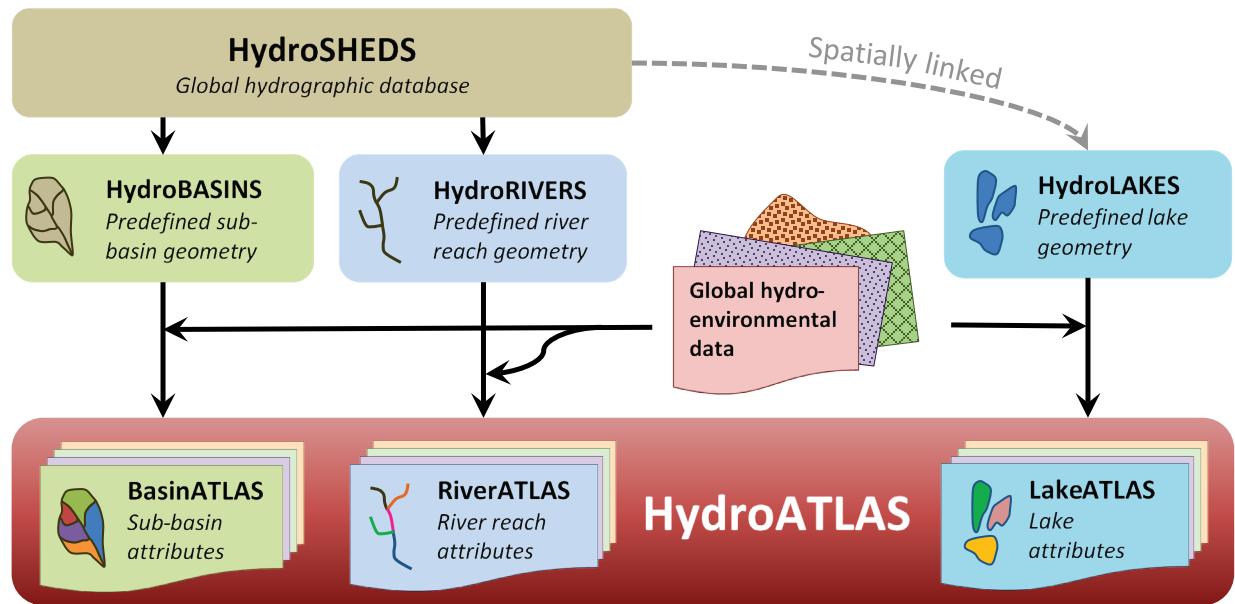 HydroSHEDS
Global hydrographic database
Spatially linked
HydroBASINS
Predefined sub-
basin geometry
HydroRIVERS
Predefined river
reach geometry
HydroLAKES
Predefined lake
geometry
Global hydro-
environmental
data
BasinATLAS
Sub-basin
attributes
RiverATLAS
River reach
attributes
HydroATLAS
LakeATLAS
Lake
attributes